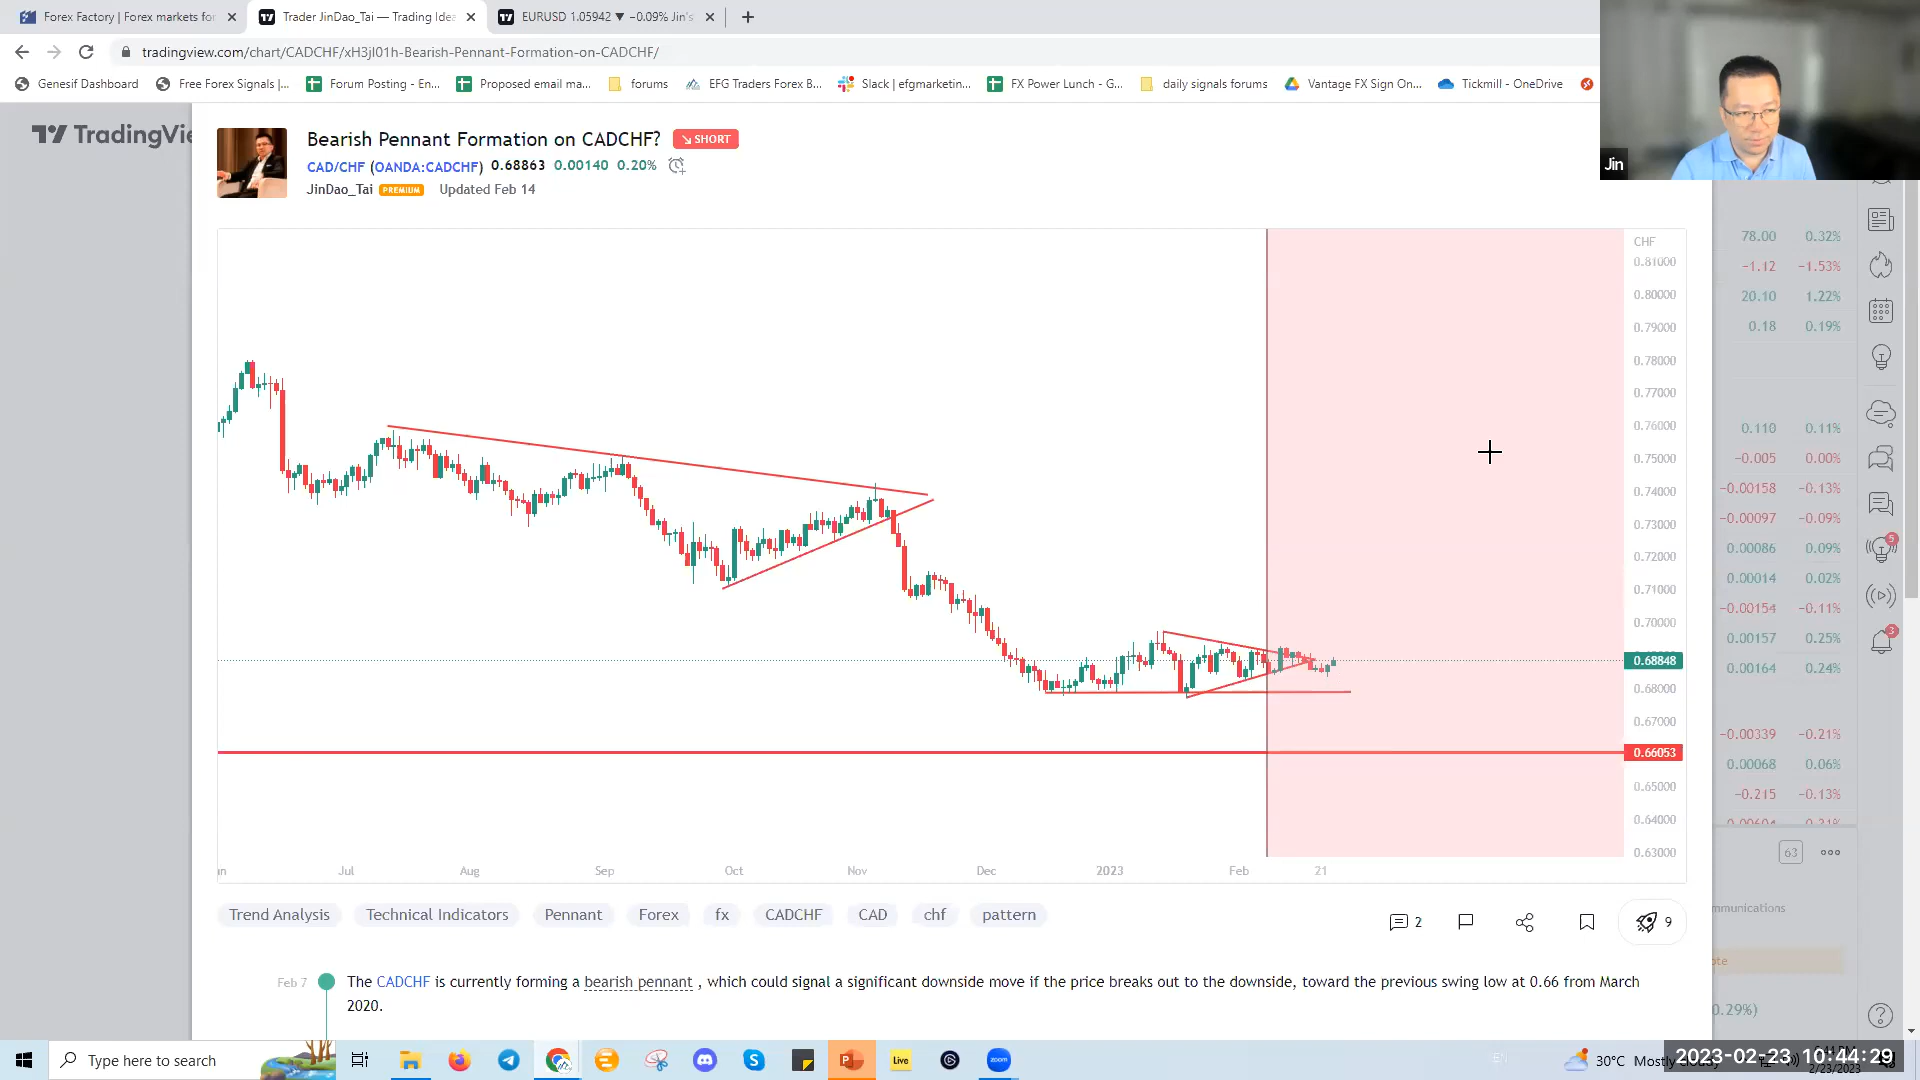 Forex Factory | Forex markets for
Trader JinDao_Tai — Trading Idea
EURUSD 1.05942 ▼ −0.09% Jin's
tradingview.com/chart/CADCHF/xH3jl01h-Bearish-Pennant-Formation-on-CADCHF/
Genesif Dashboard
Free Forex Signals |...
Forum Posting - En...
Proposed email ma...
forums
EFG Traders Forex B...
Slack | efgmarketin...
FX Power Lunch - G...
daily signals forums
Vantage FX Sign On...
Tickmill - OneDrive
Jin
TradingVie
Bearish Pennant Formation on CADCHF?
SHORT
CAD/CHF (OANDA:CADCHF) 0.68863 0.00140 0.20%
JinDao_Tai PREMIUM Updated Feb 14
CHF
0.81000
0.80000
0.79000
0.78000
0.77000
0.76000
0.75000
0.74000
0.73000
0.72000
0.71000
0.70000
0.68848
0.68000
0.67000
0.66053
0.65000
0.64000
0.63000
Jul
Aug
Sep
Oct
Nov
Dec
2023
Feb
21
78.00 0.32%
−1.12 −1.53%
20.10 1.22%
0.18 0.19%
0.110 0.11%
−0.005 0.00%
−0.00158 −0.13%
−0.00097 −0.09%
0.00086 0.09%
0.00014 0.02%
−0.00154 −0.11%
0.00157 0.25%
0.00164 0.24%
−0.00339 −0.21%
0.00068 0.06%
−0.215 −0.13%
63
mmunications
0.29%)
5
3
Trend Analysis
Technical Indicators
Pennant
Forex
fx
CADCHF
CAD
chf
pattern
2
9
Feb 7
The CADCHF is currently forming a bearish pennant , which could signal a significant downside move if the price breaks out to the downside, toward the previous swing low at 0.66 from March
2020.
Type here to search
Live
zoom
30°C Mostly
2023-02-23 10:44:29